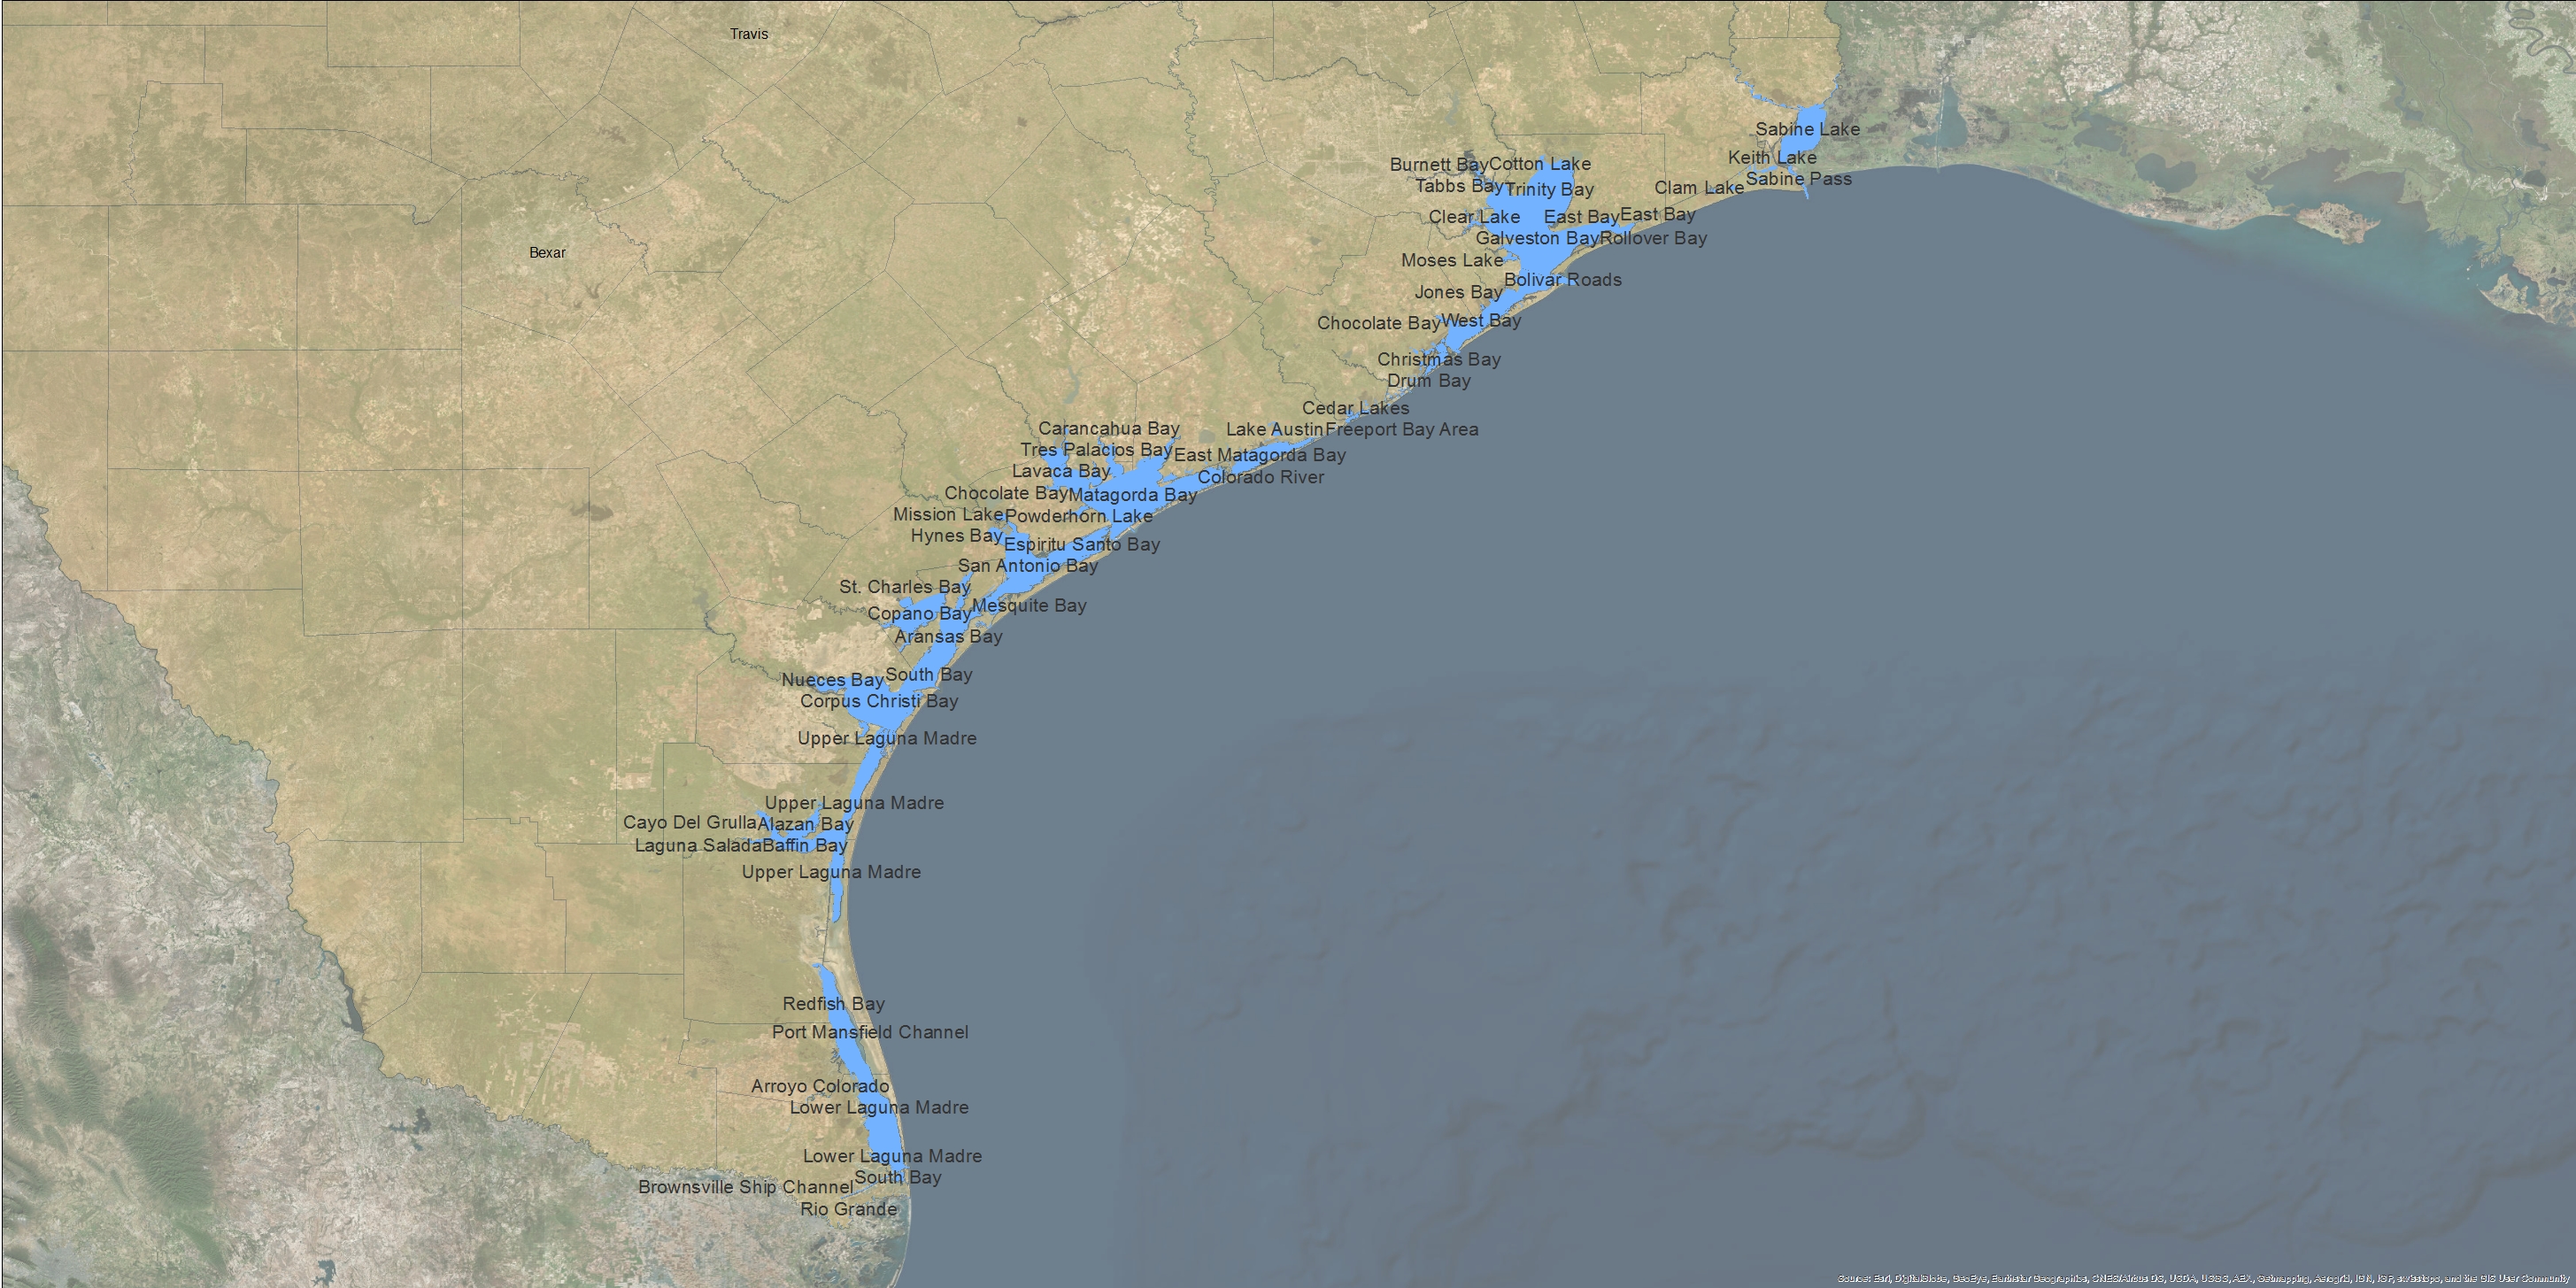 Travis
Bexar
Sabine Lake
Keith Lake
Sabine Pass
Clam Lake
Burnett Bay
Cotton Lake
Tabbs Bay
Trinity Bay
Clear Lake
East Bay
East Bay
Galveston Bay
Rollover Bay
Moses Lake
Bolivar Roads
Jones Bay
Chocolate Bay
West Bay
Christmas Bay
Drum Bay
Cedar Lakes
Lake Austin
Freeport Bay Area
Carancahua Bay
Tres Palacios Bay
East Matagorda Bay
Lavaca Bay
Colorado River
Chocolate Bay
Matagorda Bay
Mission Lake
Powderhorn Lake
Hynes Bay
Espiritu Santo Bay
San Antonio Bay
St. Charles Bay
Mesquite Bay
Copano Bay
Aransas Bay
South Bay
Nueces Bay
Corpus Christi Bay
Upper Laguna Madre
Upper Laguna Madre
Cayo Del Grulla
Alazan Bay
Laguna Salada
Baffin Bay
Upper Laguna Madre
Redfish Bay
Port Mansfield Channel
Arroyo Colorado
Lower Laguna Madre
Lower Laguna Madre
South Bay
Brownsville Ship Channel
Rio Grande
Source: Esri, DigitalGlobe, GeoEye, Earthstar Geographics, CNES/Airbus DS, USDA, USGS, AEX, Getmapping, Aerogrid, IGN, IGP, swisstopo, and the GIS User Community